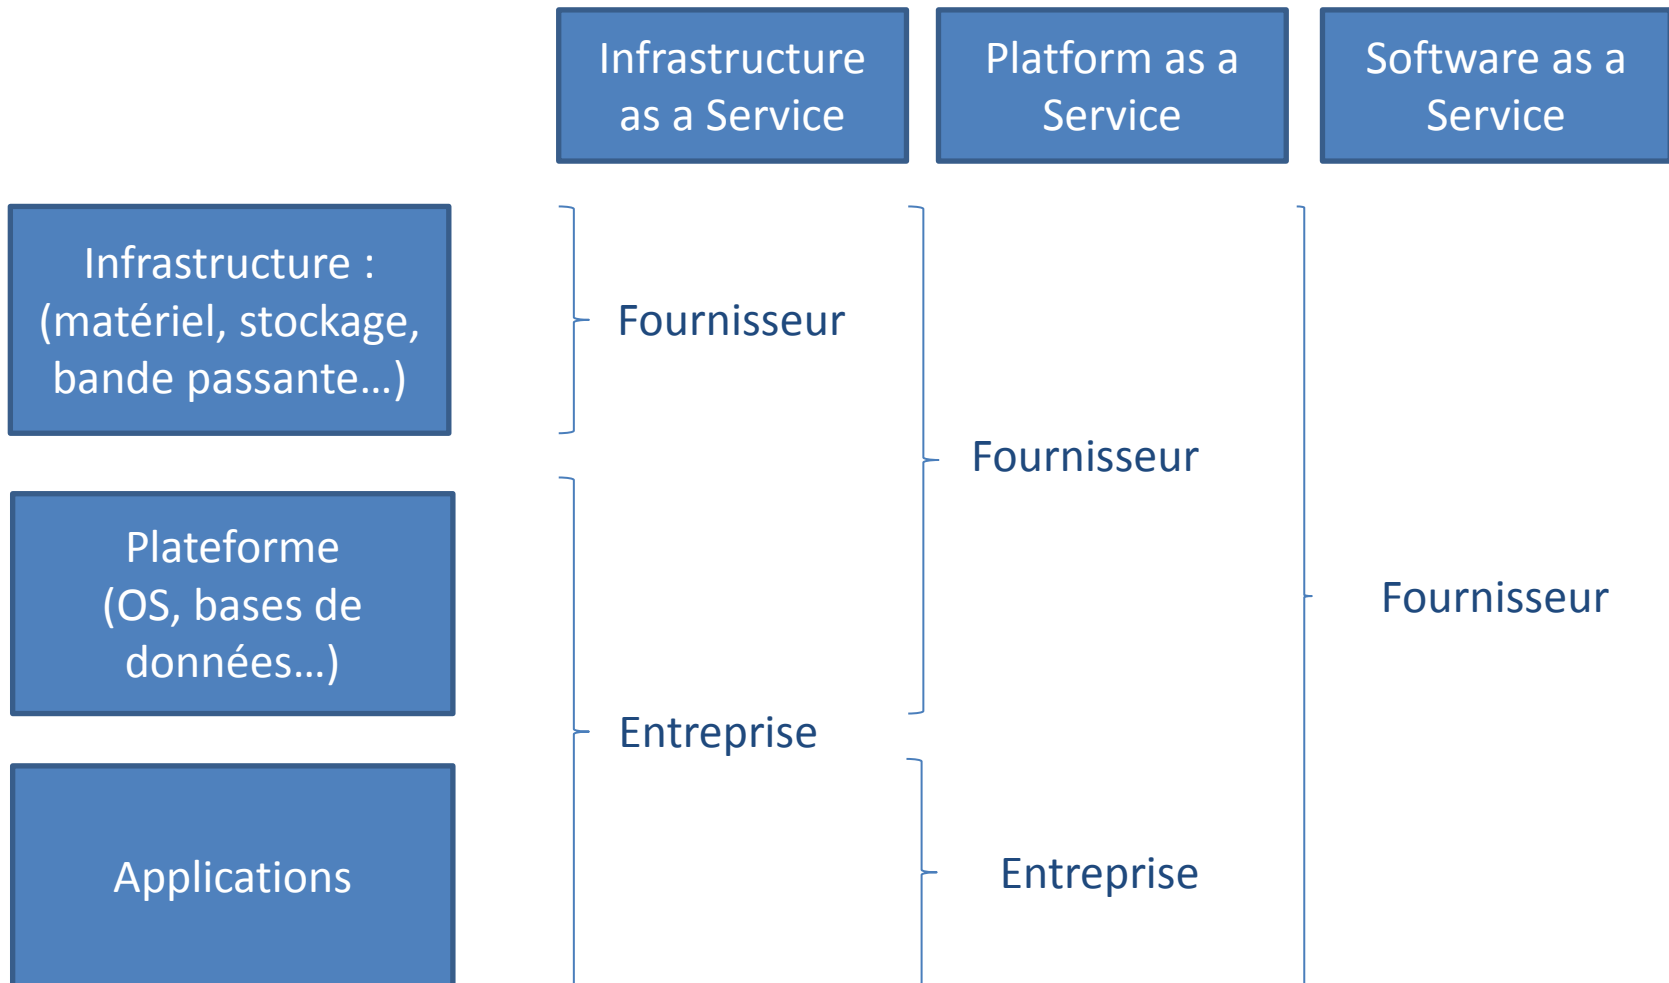 Infrastructure
as a Service
Platform as a
Service
Software as a
Service
Infrastructure :
(matériel, stockage,
bande passante…)
Fournisseur
Fournisseur
Plateforme
(OS, bases de
données…)
Fournisseur
Entreprise
Applications
Entreprise